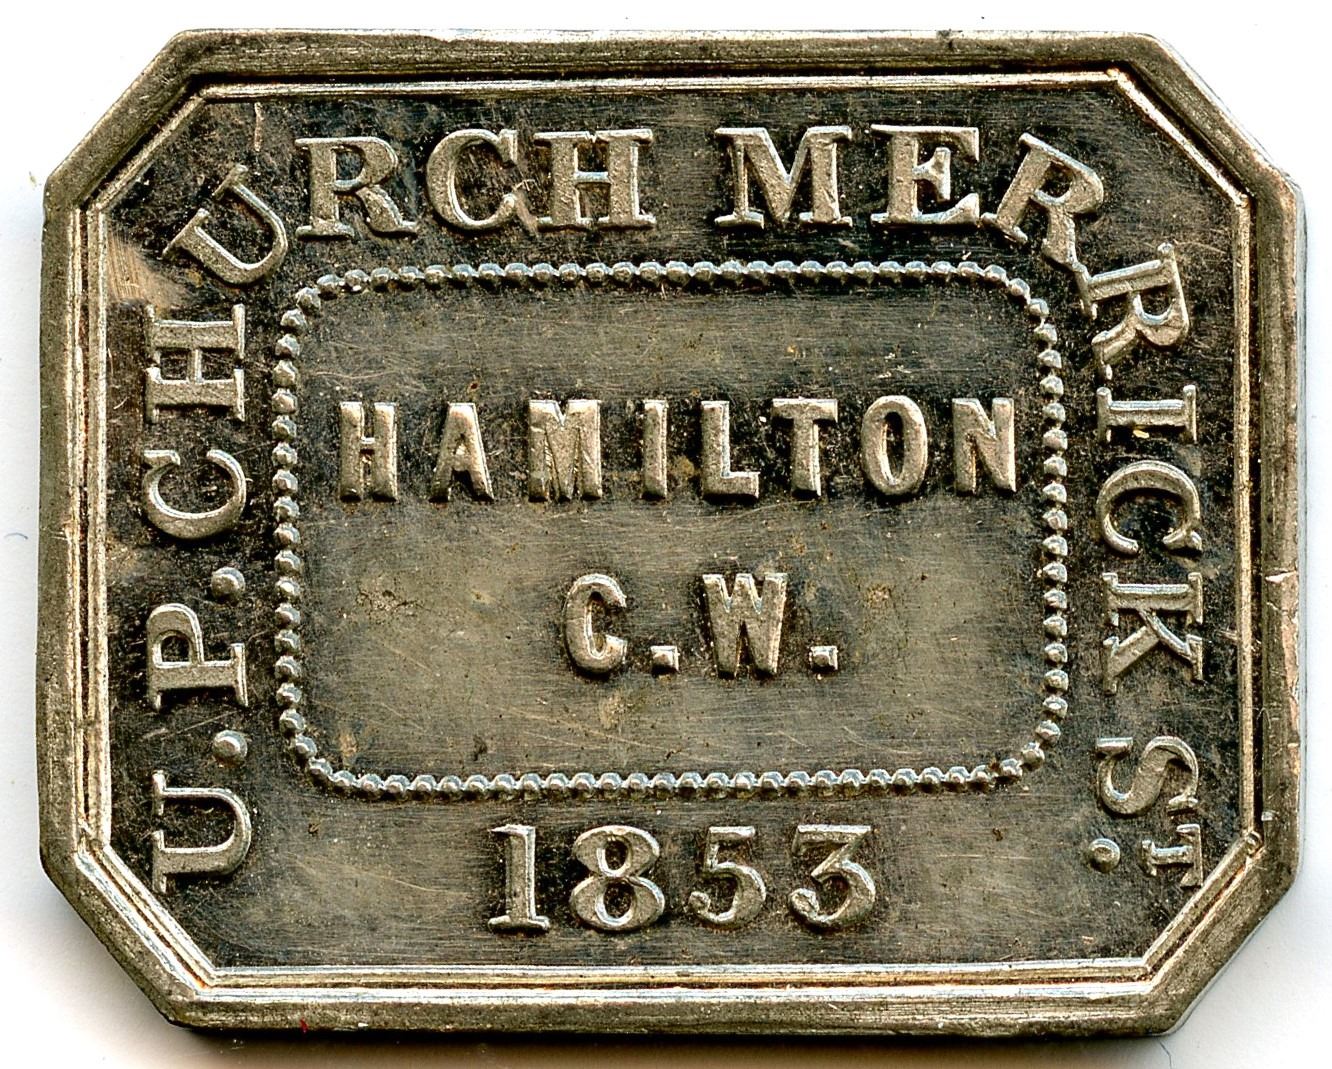 U.P.CHURCH MERRICK ST.
HAMILTON
C.W.
1853